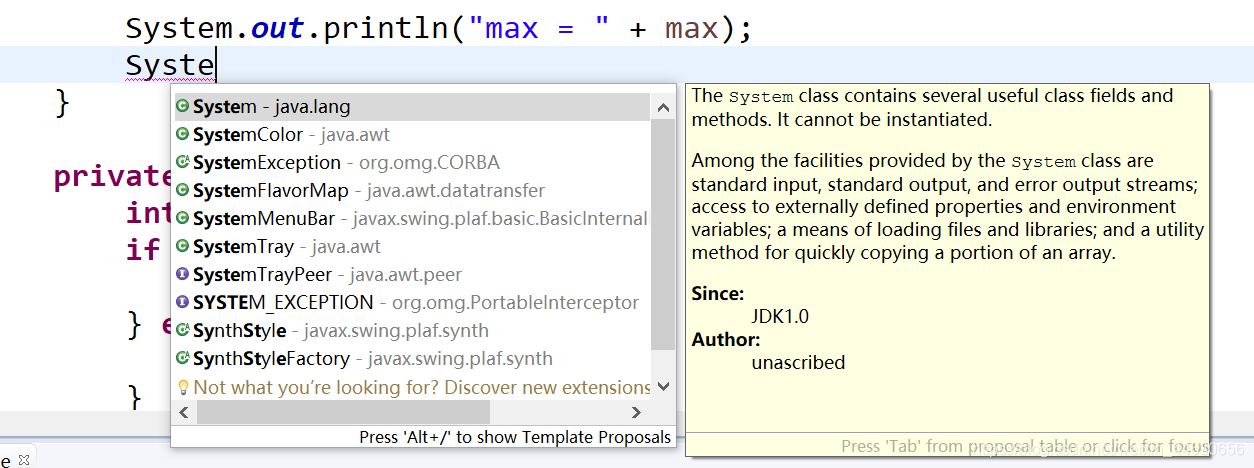 System.out.println("max = " + max);
Syste
}
private
int
if
} e
}
System - java.lang
SystemColor - java.awt
SystemException - org.omg.CORBA
SystemFlavorMap - java.awt.datatransfer
SystemMenuBar - javax.swing.plaf.basic.BasicInternal
SystemTray - java.awt
SystemTrayPeer - java.awt.peer
SYSTEM_EXCEPTION - org.omg.PortableInterceptor
SynthStyle - javax.swing.plaf.synth
SynthStyleFactory - javax.swing.plaf.synth
Not what you’re looking for? Discover new extensions
Press 'Alt+/' to show Template Proposals
The System class contains several useful class fields and
methods. It cannot be instantiated.
Among the facilities provided by the System class are
standard input, standard output, and error output streams;
access to externally defined properties and environment
variables; a means of loading files and libraries; and a utility
method for quickly copying a portion of an array.
Since:
JDK1.0
Author:
unascribed
Press 'Tab' from proposal table or click for focus
e